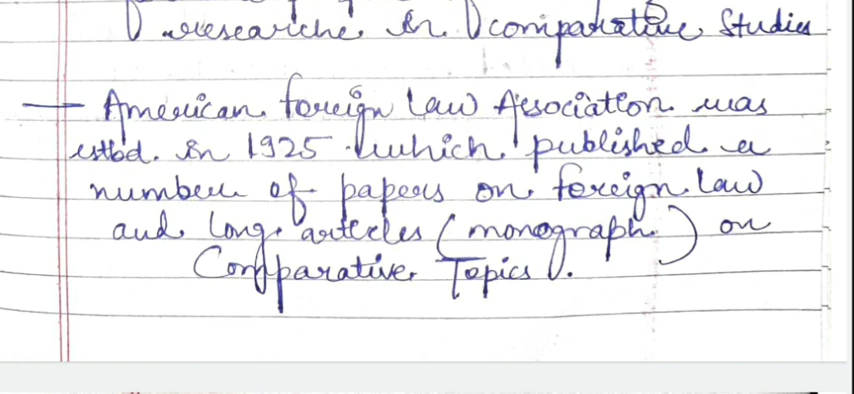 researche in comparative Studies
— American foreign law Association was
estbd. in 1925 which published a
number of papers on foreign law
and long articles (monograph) on
Comparative Topics.